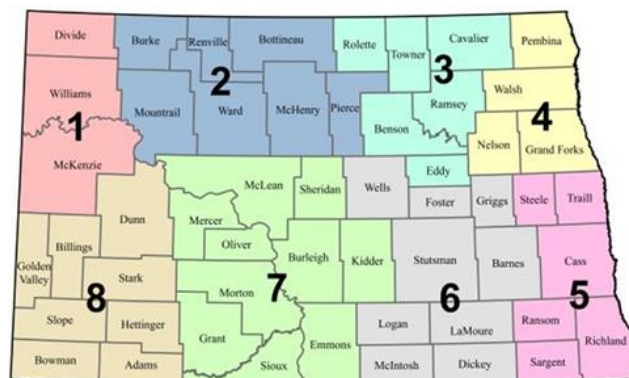 Divide
Burke
Renville
Bottineau
Rolette
Towner
Cavalier
Pembina
Williams
2
3
Walsh
Ramsey
1
Mountrail
Ward
McHenry
Pierce
4
Benson
Nelson
Grand Forks
McKenzie
Eddy
McLean
Sheridan
Wells
Foster
Griggs
Steele
Traill
Dunn
Mercer
Oliver
Billings
Golden
Valley
Burleigh
Kidder
Stutsman
Barnes
Cass
Stark
8
Morton
7
6
5
Slope
Hettinger
Grant
Logan
LaMoure
Ransom
Richland
Emmons
Bowman
Adams
Sioux
McIntosh
Dickey
Sargent